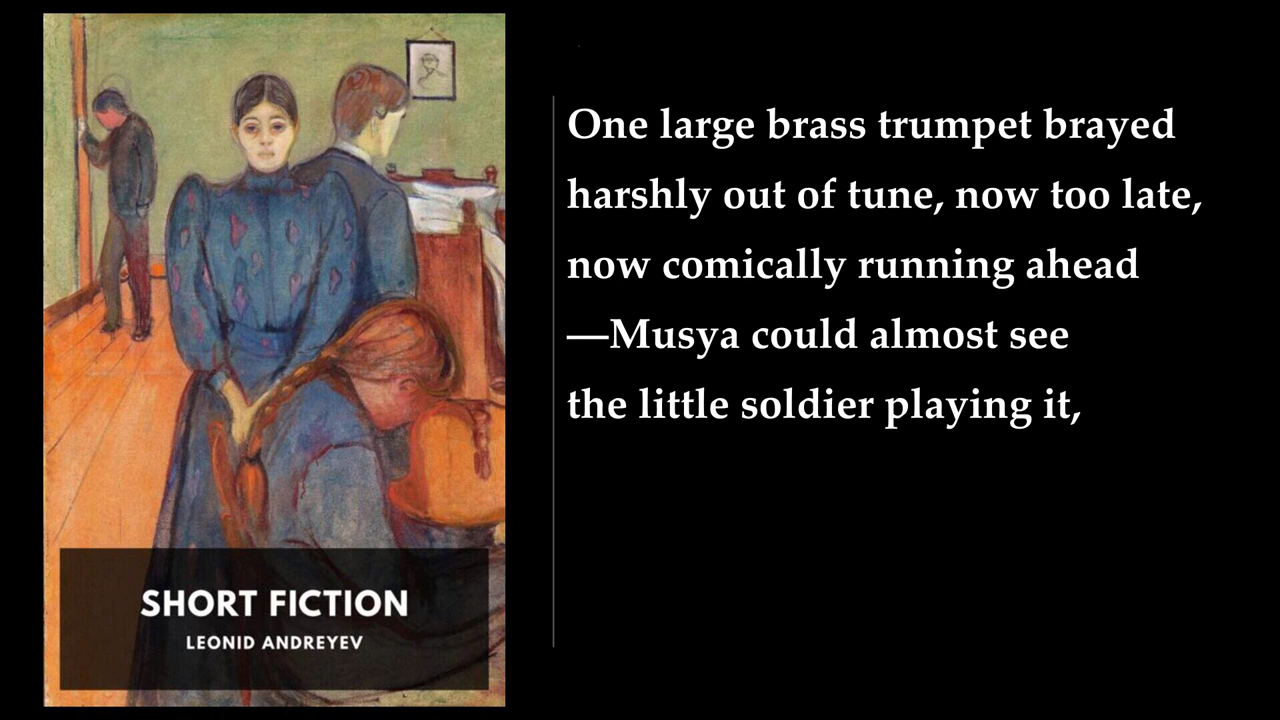 SHORT FICTION
LEONID ANDREYEV
One large brass trumpet brayed
harshly out of tune, now too late,
now comically running ahead
—Musya could almost see
the little soldier playing it,